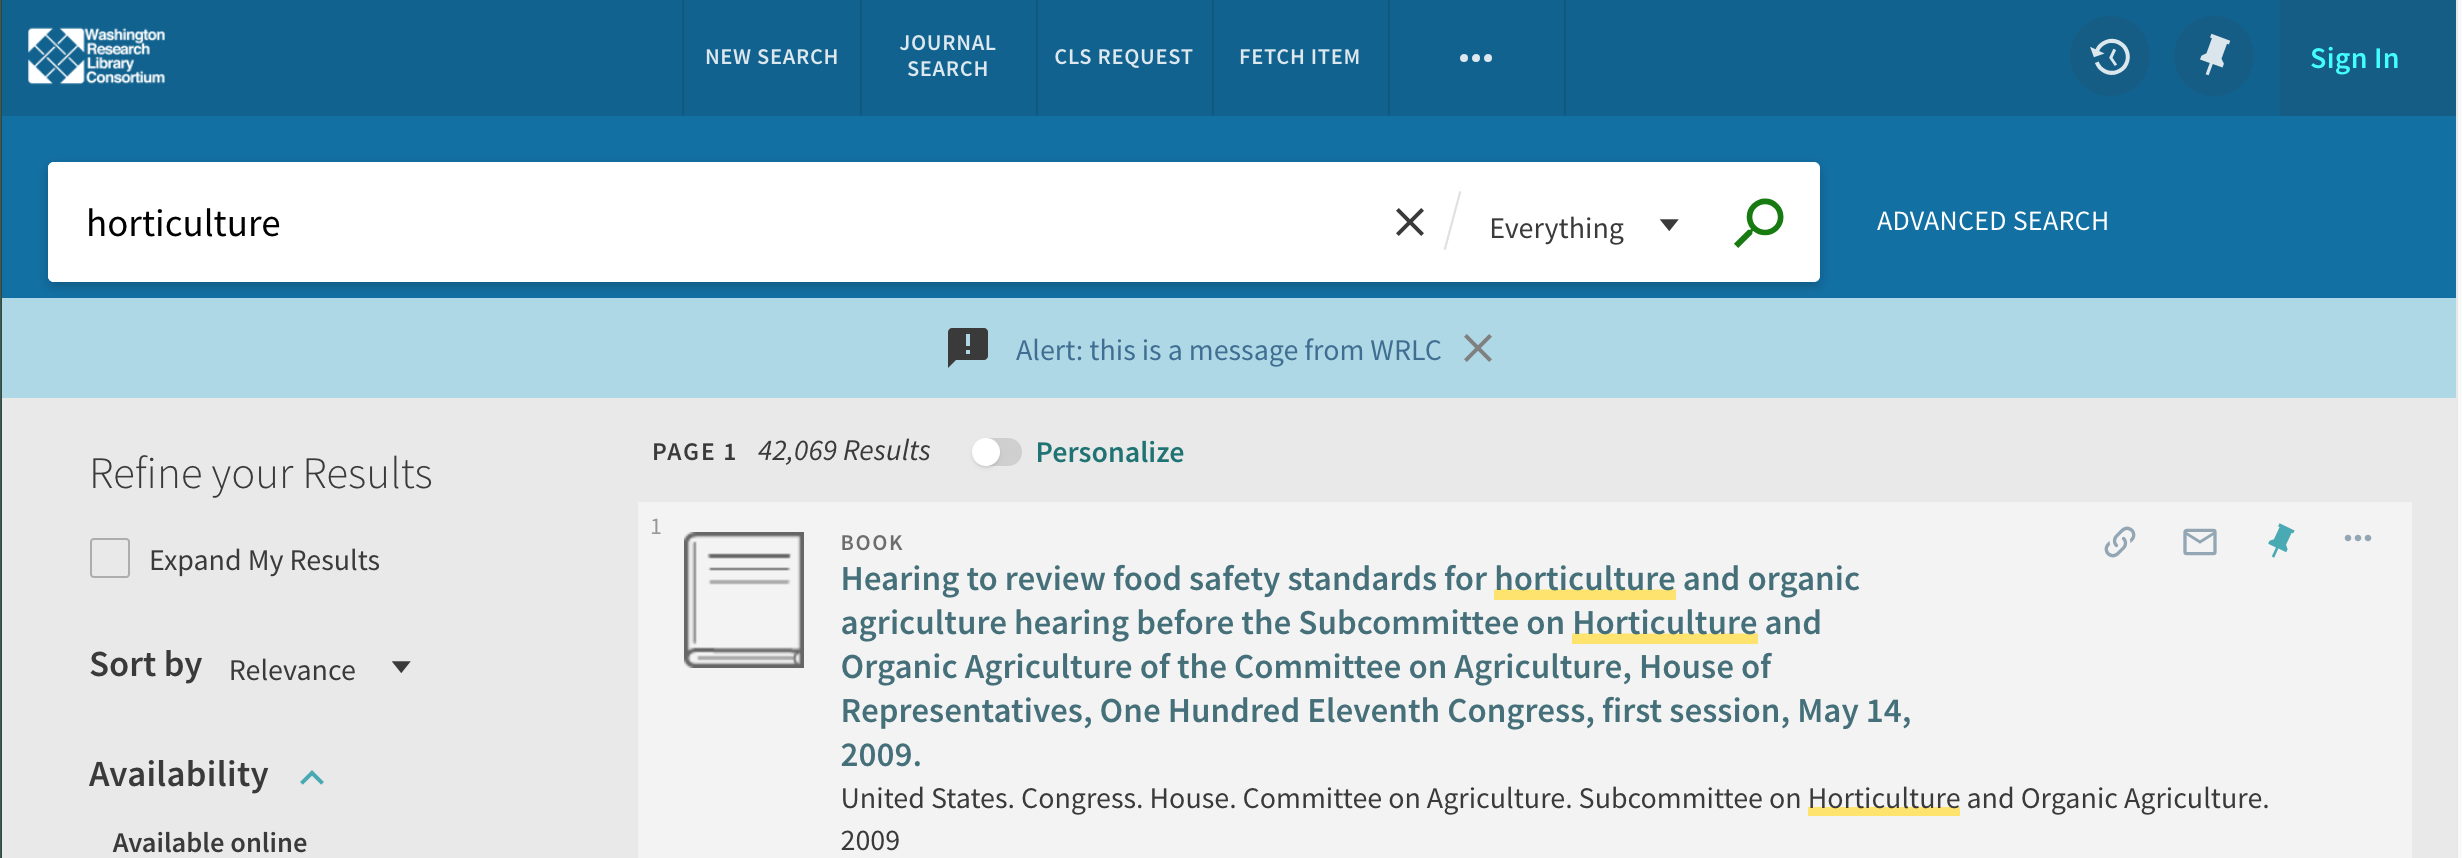 Washington
Research
Library
Consortium
NEW SEARCH
JOURNAL
SEARCH
CLS REQUEST
FETCH ITEM
Sign In
horticulture
Everything
ADVANCED SEARCH
Alert: this is a message from WRLC
Refine your Results
Expand My Results
Sort by Relevance
Availability
Available online
PAGE 1 42,069 Results Personalize
1
BOOK
Hearing to review food safety standards for horticulture and organic
agriculture hearing before the Subcommittee on Horticulture and
Organic Agriculture of the Committee on Agriculture, House of
Representatives, One Hundred Eleventh Congress, first session, May 14,
2009.
United States. Congress. House. Committee on Agriculture. Subcommittee on Horticulture and Organic Agriculture.
2009